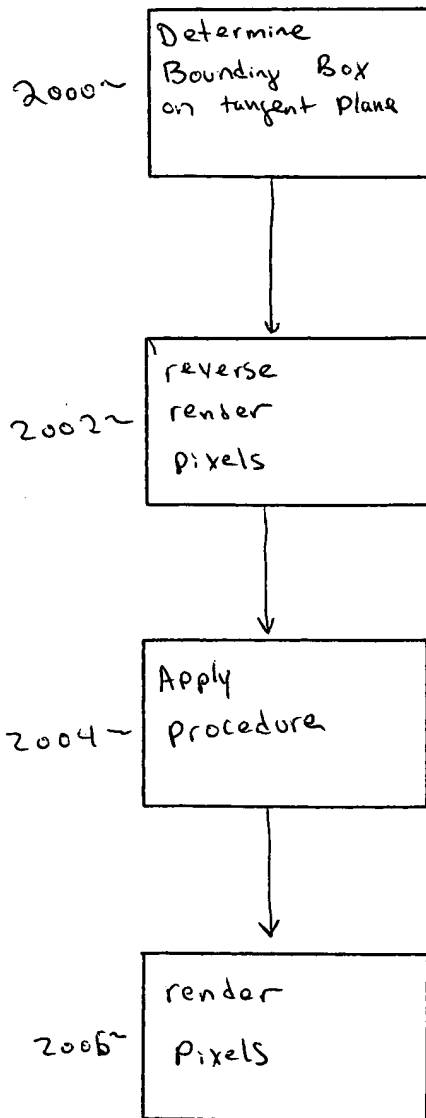 Determine
Bounding Box
on tangent Plane
2000~
reverse
render
pixels
2002~
Apply
Procedure
2004~
render
Pixels
2006~